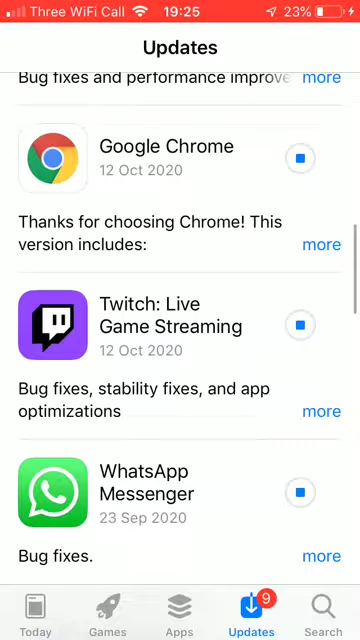 Three WiFi Call 19:25 23%
Updates
Bug fixes and performance improve more
Google Chrome
12 Oct 2020
Thanks for choosing Chrome! This
version includes: more
Twitch: Live
Game Streaming
12 Oct 2020
Bug fixes, stability fixes, and app
optimizations more
WhatsApp
Messenger
23 Sep 2020
Bug fixes. more
9
Today Games Apps Updates Search